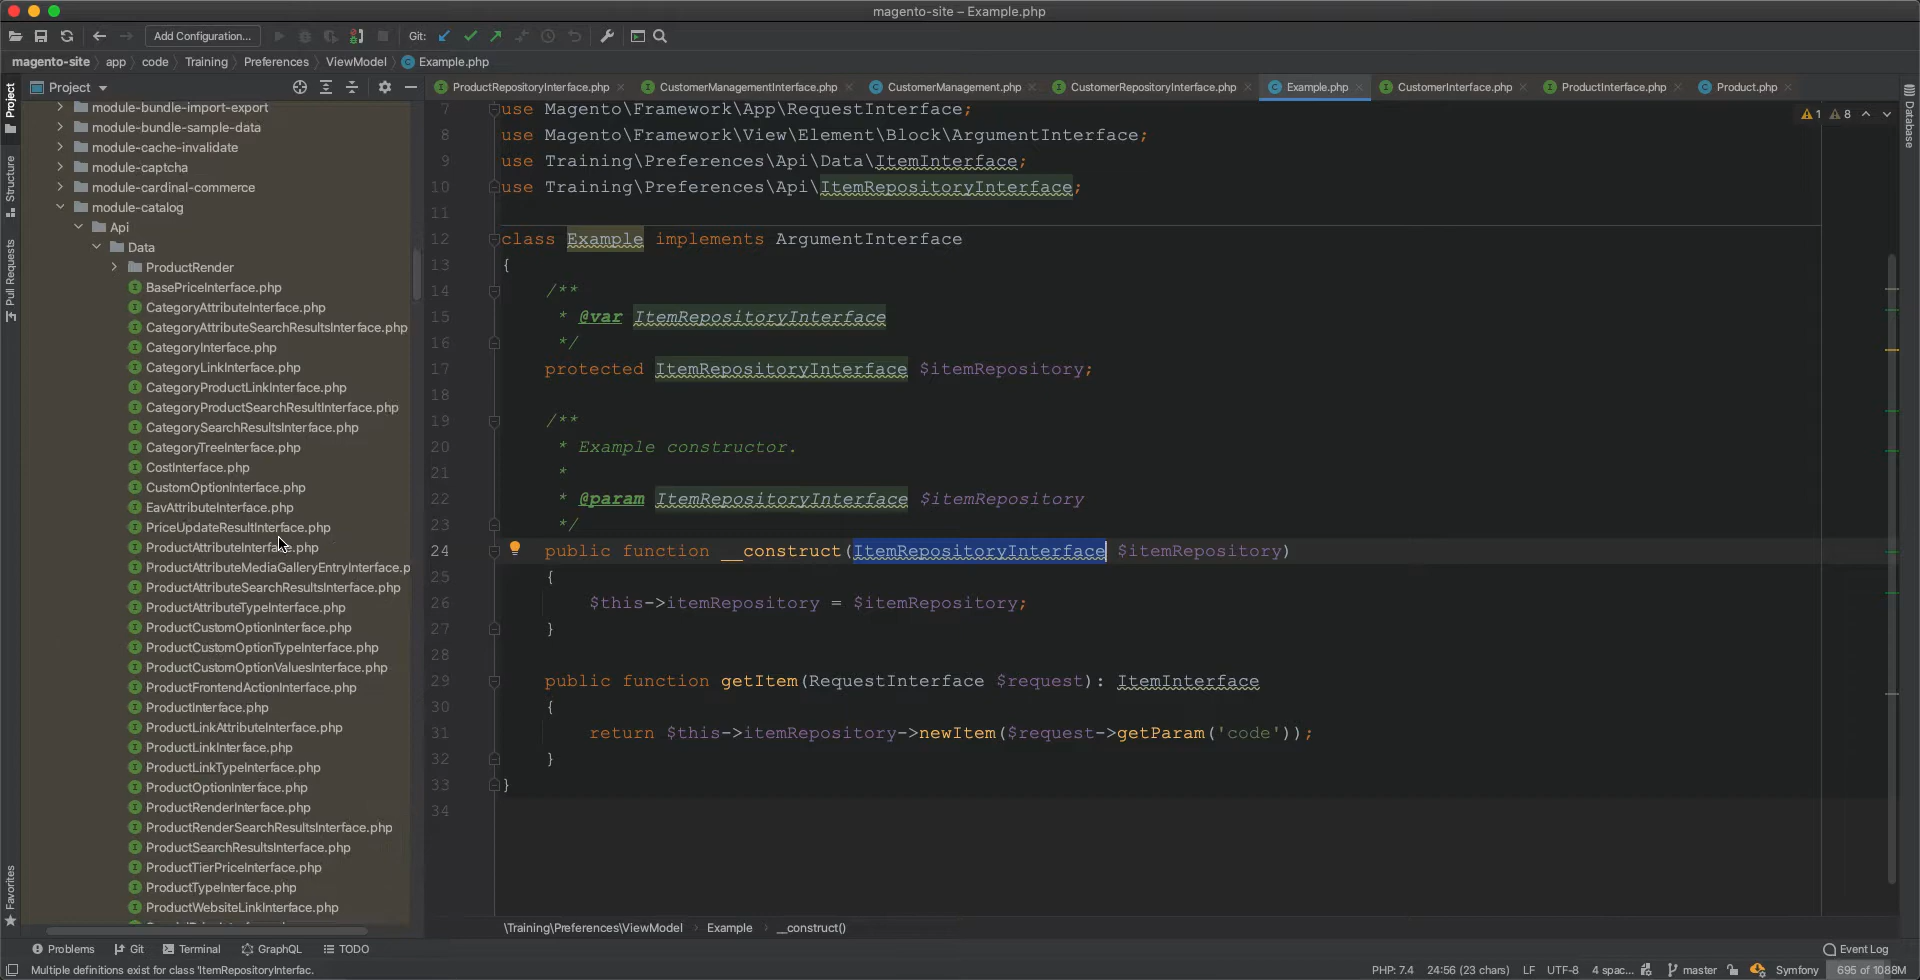 magento-site – Example.php
Add Configuration...
Git:
magento-site
app
code
Training
Preferences
ViewModel
Example.php
Project
ProductRepositoryInterface.php
CustomerManagementInterface.php
CustomerManagement.php
CustomerRepositoryInterface.php
Example.php
CustomerInterface.php
ProductInterface.php
Product.php
Project
Structure
Pull Requests
Favorites
module-bundle-import-export
module-bundle-sample-data
module-cache-invalidate
module-captcha
module-cardinal-commerce
module-catalog
Api
Data
ProductRender
BasePriceInterface.php
CategoryAttributeInterface.php
CategoryAttributeSearchResultsInterface.php
CategoryInterface.php
CategoryLinkInterface.php
CategoryProductLinkInterface.php
CategoryProductSearchResultInterface.php
CategorySearchResultsInterface.php
CategoryTreeInterface.php
CostInterface.php
CustomOptionInterface.php
EavAttributeInterface.php
PriceUpdateResultInterface.php
ProductAttributeInterface.php
ProductAttributeMediaGalleryEntryInterface.p
ProductAttributeSearchResultsInterface.php
ProductAttributeTypeInterface.php
ProductCustomOptionInterface.php
ProductCustomOptionTypeInterface.php
ProductCustomOptionValuesInterface.php
ProductFrontendActionInterface.php
ProductInterface.php
ProductLinkAttributeInterface.php
ProductLinkInterface.php
ProductLinkTypeInterface.php
ProductOptionInterface.php
ProductRenderInterface.php
ProductRenderSearchResultsInterface.php
ProductSearchResultsInterface.php
ProductTierPriceInterface.php
ProductTypeInterface.php
ProductWebsiteLinkInterface.php
7 use Magento\Framework\App\RequestInterface;
8 use Magento\Framework\View\Element\Block\ArgumentInterface;
9 use Training\Preferences\Api\Data\ItemInterface;
10 use Training\Preferences\Api\ItemRepositoryInterface;
11
12 class Example implements ArgumentInterface
13 {
14 /**
15 * @var ItemRepositoryInterface
16 */
17 protected ItemRepositoryInterface $itemRepository;
18
19 /**
20 * Example constructor.
21 *
22 * @param ItemRepositoryInterface $itemRepository
23 */
24 public function __construct(ItemRepositoryInterface $itemRepository)
25 {
26 $this->itemRepository = $itemRepository;
27 }
28
29 public function getItem(RequestInterface $request): ItemInterface
30 {
31 return $this->itemRepository->newItem($request->getParam('code'));
32 }
33 }
34
1 8
Database
\Training\Preferences\ViewModel
Example
__construct()
Problems
Git
Terminal
GraphQL
TODO
Event Log
Multiple definitions exist for class 'ItemRepositoryInterfac.
PHP: 7.4
24:56 (23 chars)
LF
UTF-8
4 spac...
master
Symfony
695 of 1088M